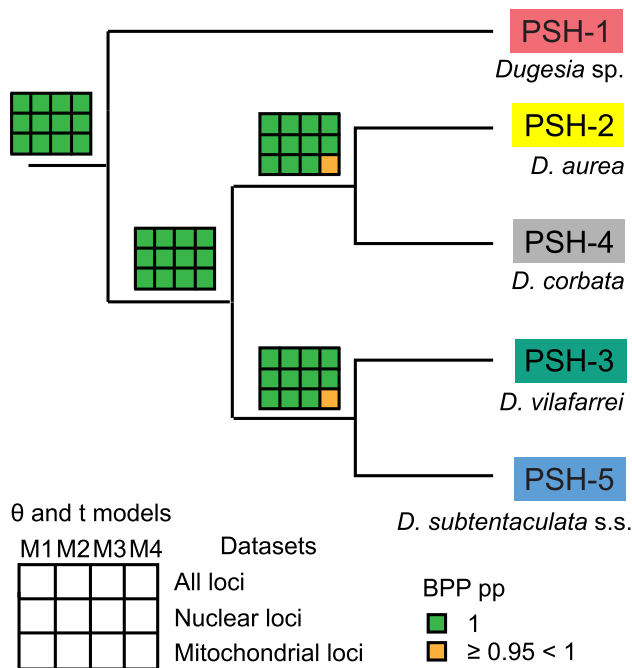 PSH-1
Dugesia sp.
PSH-2
D. aurea
PSH-4
D. corbata
PSH-3
D. vilafarrei
PSH-5
D. subtentaculata s.s.
θ and t models
M1 M2 M3 M4
Datasets
All loci
Nuclear loci
Mitochondrial loci
BPP pp
1
≥ 0.95 < 1